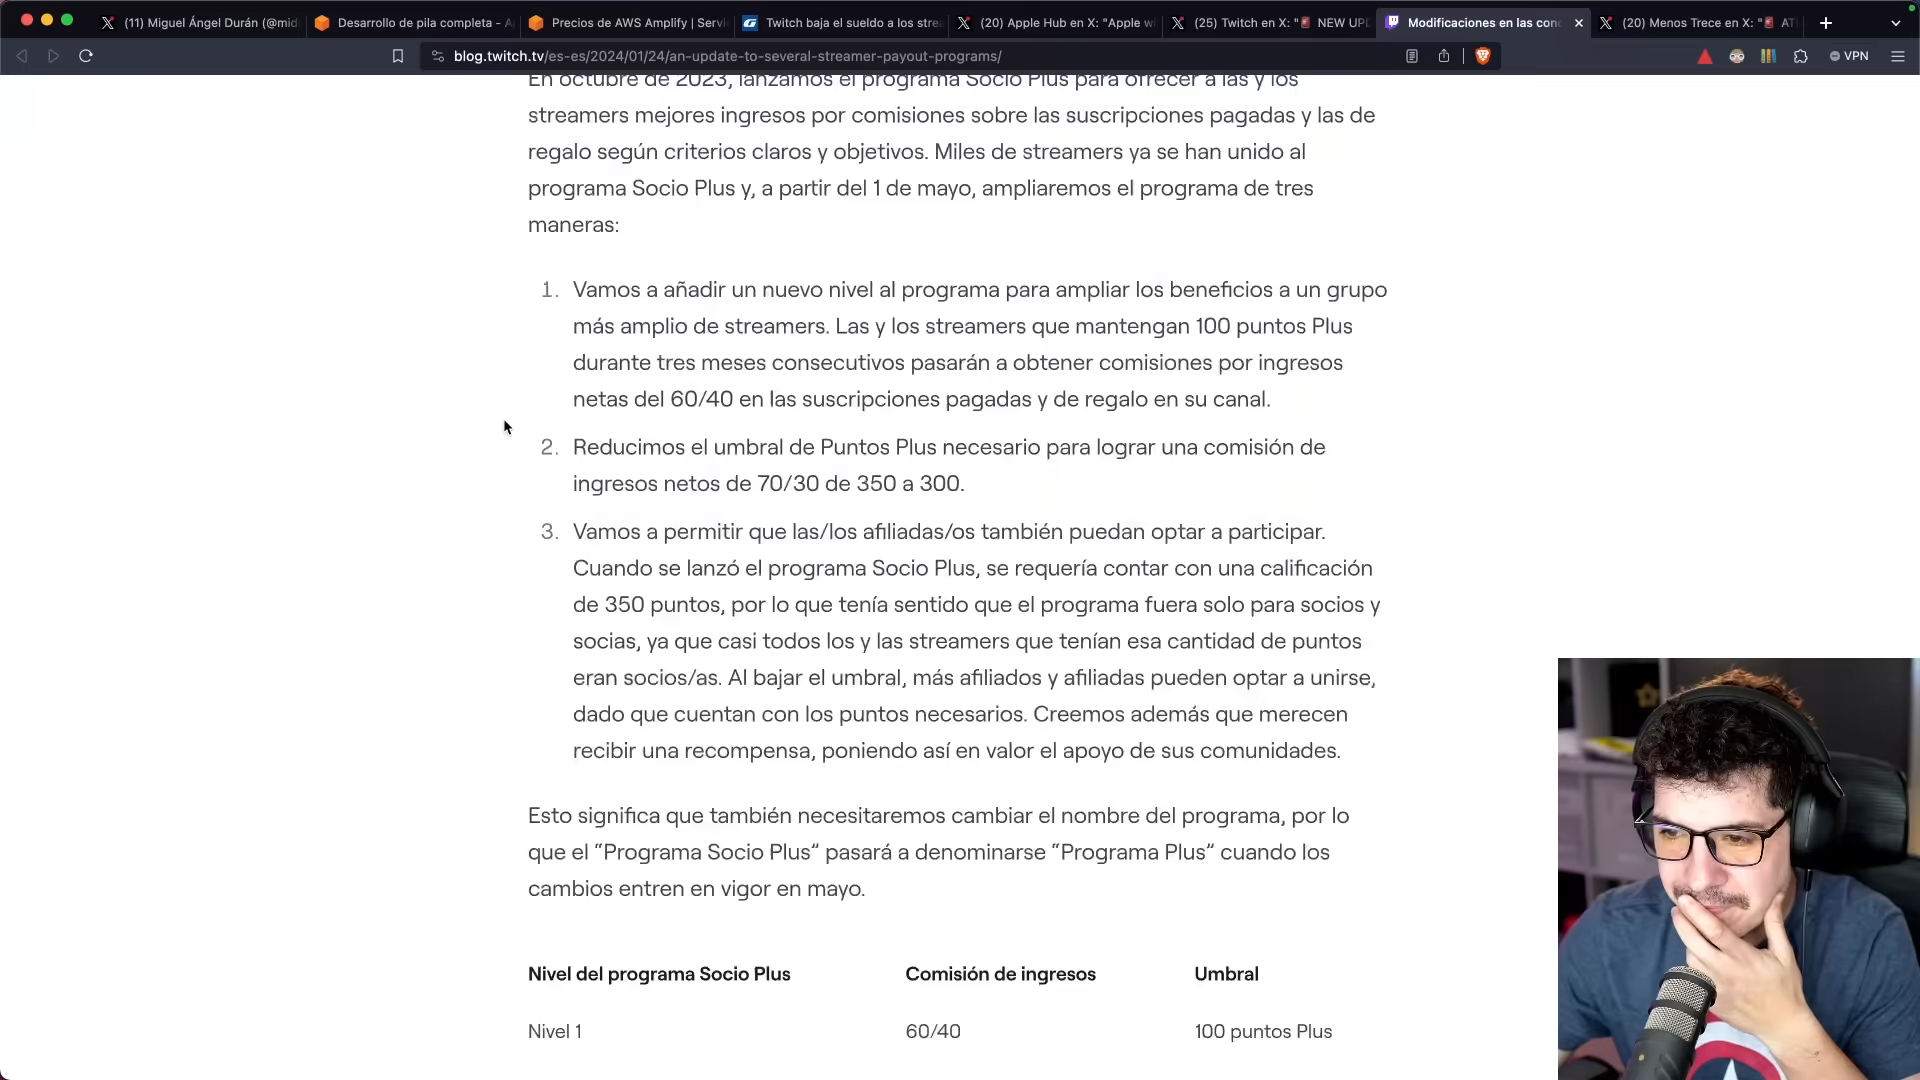 (11) Miguel Ángel Durán (@mid
Desarrollo de pila completa - A
Precios de AWS Amplify | Servi
Twitch baja el sueldo a los stre
(20) Apple Hub en X: "Apple w
(25) Twitch en X: "🚨 NEW UPD
Modificaciones en las con
(20) Menos Trece en X: "🚨 AT
blog.twitch.tv/es-es/2024/01/24/an-update-to-several-streamer-payout-programs/
VPN
En octubre de 2023, lanzamos el programa Socio Plus para ofrecer a las y los
streamers mejores ingresos por comisiones sobre las suscripciones pagadas y las de
regalo según criterios claros y objetivos. Miles de streamers ya se han unido al
programa Socio Plus y, a partir del 1 de mayo, ampliaremos el programa de tres
maneras:
1. Vamos a añadir un nuevo nivel al programa para ampliar los beneficios a un grupo
más amplio de streamers. Las y los streamers que mantengan 100 puntos Plus
durante tres meses consecutivos pasarán a obtener comisiones por ingresos
netas del 60/40 en las suscripciones pagadas y de regalo en su canal.
2. Reducimos el umbral de Puntos Plus necesario para lograr una comisión de
ingresos netos de 70/30 de 350 a 300.
3. Vamos a permitir que las/los afiliadas/os también puedan optar a participar.
Cuando se lanzó el programa Socio Plus, se requería contar con una calificación
de 350 puntos, por lo que tenía sentido que el programa fuera solo para socios y
socias, ya que casi todos los y las streamers que tenían esa cantidad de puntos
eran socios/as. Al bajar el umbral, más afiliados y afiliadas pueden optar a unirse,
dado que cuentan con los puntos necesarios. Creemos además que merecen
recibir una recompensa, poniendo así en valor el apoyo de sus comunidades.
Esto significa que también necesitaremos cambiar el nombre del programa, por lo
que el “Programa Socio Plus” pasará a denominarse “Programa Plus” cuando los
cambios entren en vigor en mayo.
Nivel del programa Socio Plus Comisión de ingresos Umbral
Nivel 1 60/40 100 puntos Plus